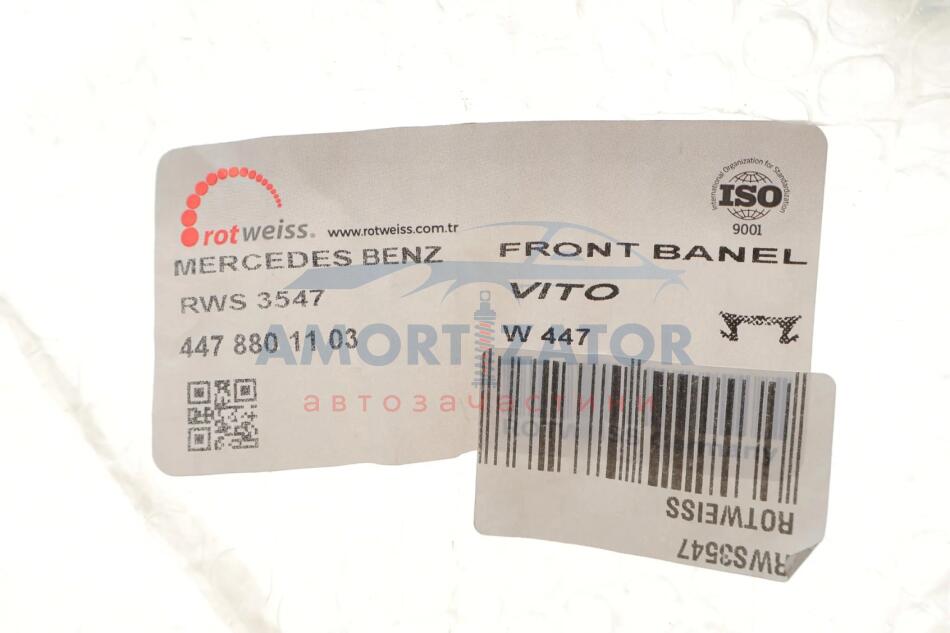 rotweiss. www.rotweiss.com.tr
International Organization for Standardization
ISO
9001
MERCEDES BENZ
FRONT BANEL
RWS 3547
VITO
447 880 11 03
W 447
AMORTIZATOR
автозачастини
ROTWEISS
RWS3547